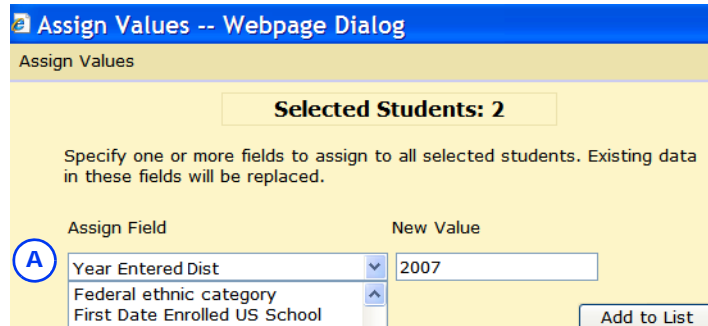 Assign Values -- Webpage Dialog
Assign Values
Selected Students: 2
Specify one or more fields to assign to all selected students. Existing data
in these fields will be replaced.
Assign Field New Value
A
Year Entered Dist 2007
Federal ethnic category
First Date Enrolled US School
Add to List